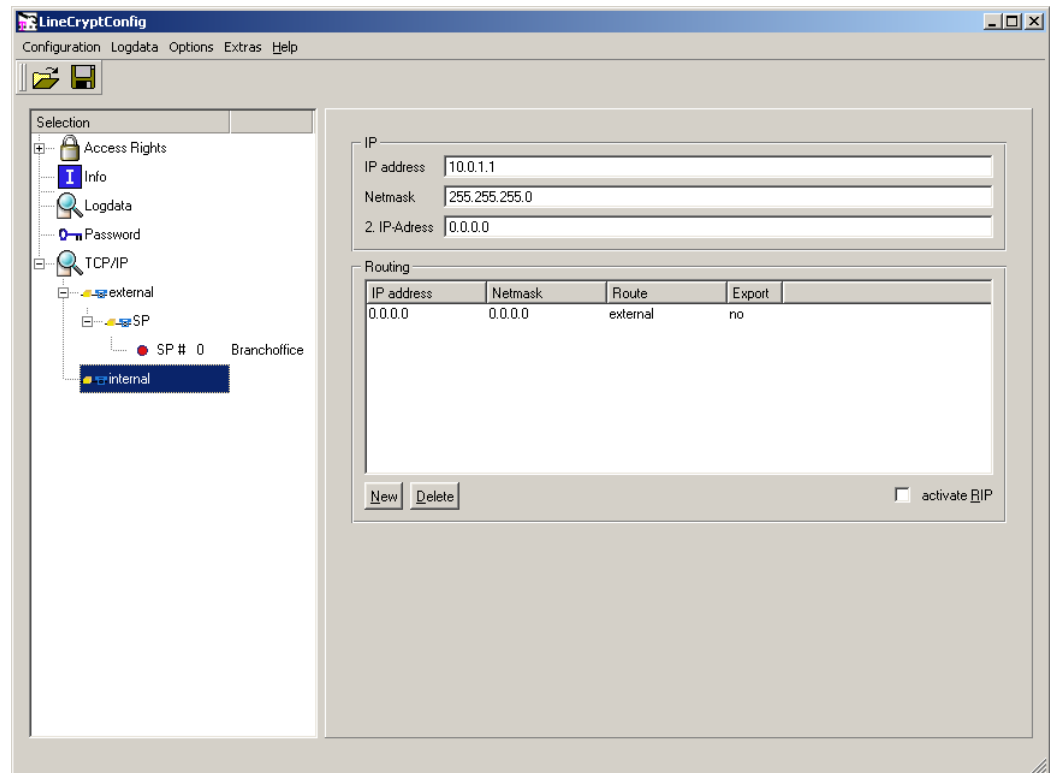 LineCryptConfig
Configuration Logdata Options Extras Help
Selection
Access Rights
Info
Logdata
Password
TCP/IP
external
SP
SP # 0 Branchoffice
internal
IP
IP address 10.0.1.1
Netmask 255.255.255.0
2. IP-Adress 0.0.0.0
Routing
IP address Netmask Route Export
0.0.0.0 0.0.0.0 external no
New Delete activate RIP